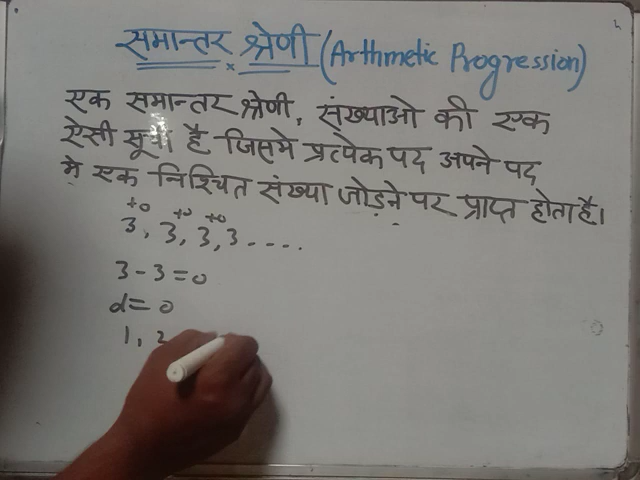 समान्तर श्रेणी (Arthmetic Progression)
एक समान्तर श्रेणी, संख्याओ की एक
ऐसी सूची है जिसमे प्रत्येक पद अपने पद
मे एक निश्चित संख्या जोड़ने पर प्राप्त होता है।
+0 +0 +0
3, 3, 3, 3 ....
3-3=0
d=0
1, 2